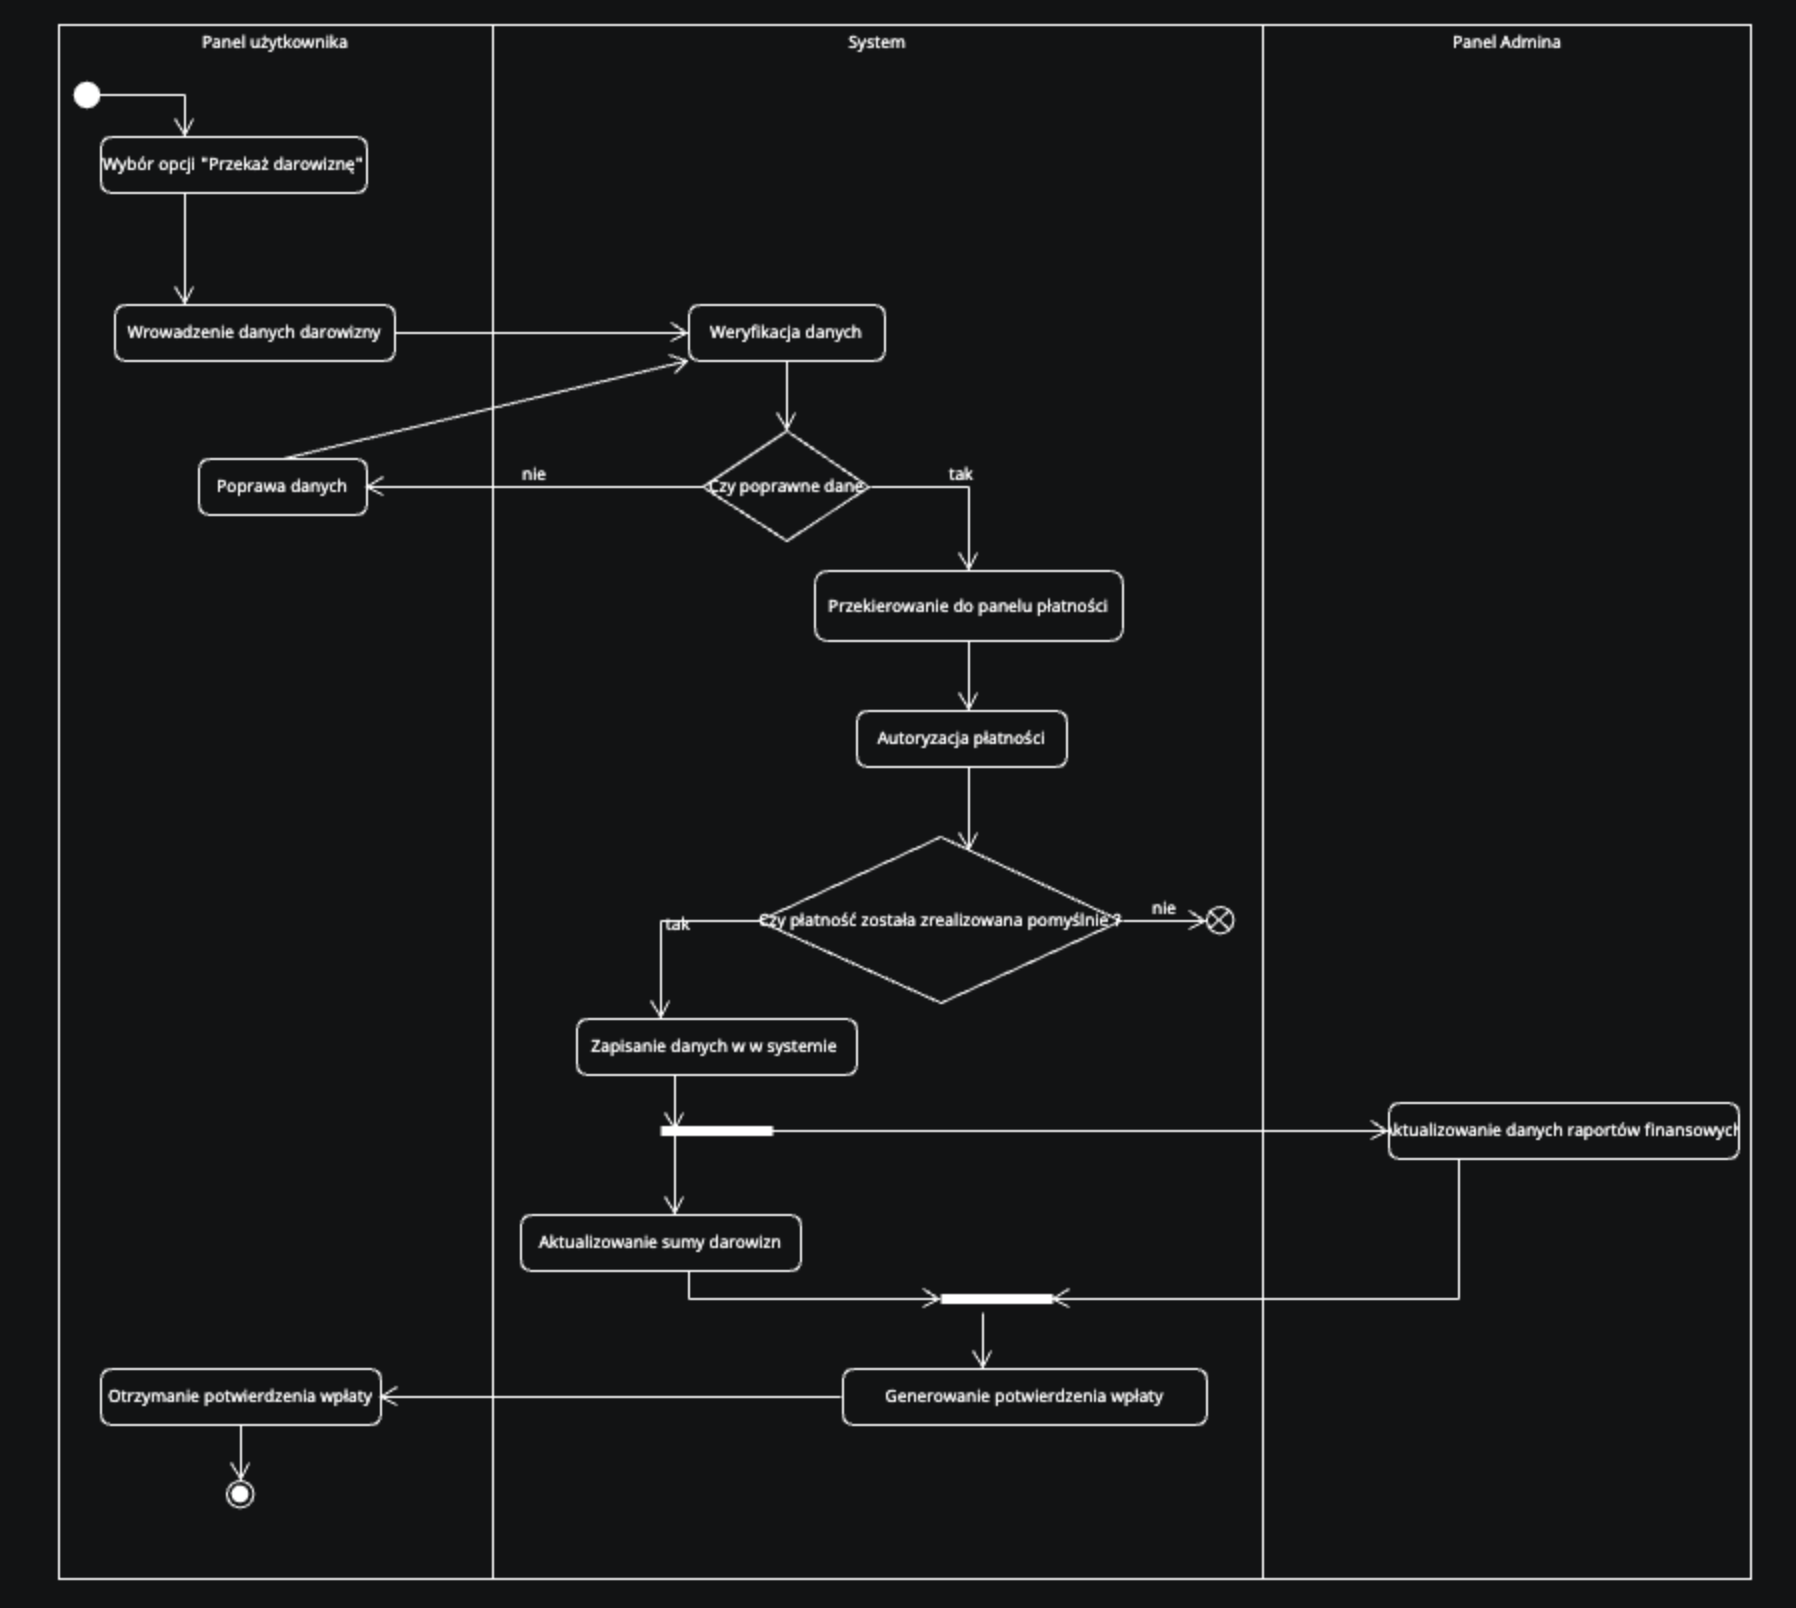 Panel użytkownika
System
Panel Admina
Wybór opcji "Przekaż darowiznę"
Wrowadzenie danych darowizny
Weryfikacja danych
Poprawa danych
nie
Czy poprawne dane
tak
Przekierowanie do panelu płatności
Autoryzacja płatności
tak
Czy płatność została zrealizowana pomyślnie ?
nie
Zapisanie danych w w systemie
ktualizowanie danych raportów finansowych
Aktualizowanie sumy darowizn
Otrzymanie potwierdzenia wpłaty
Generowanie potwierdzenia wpłaty